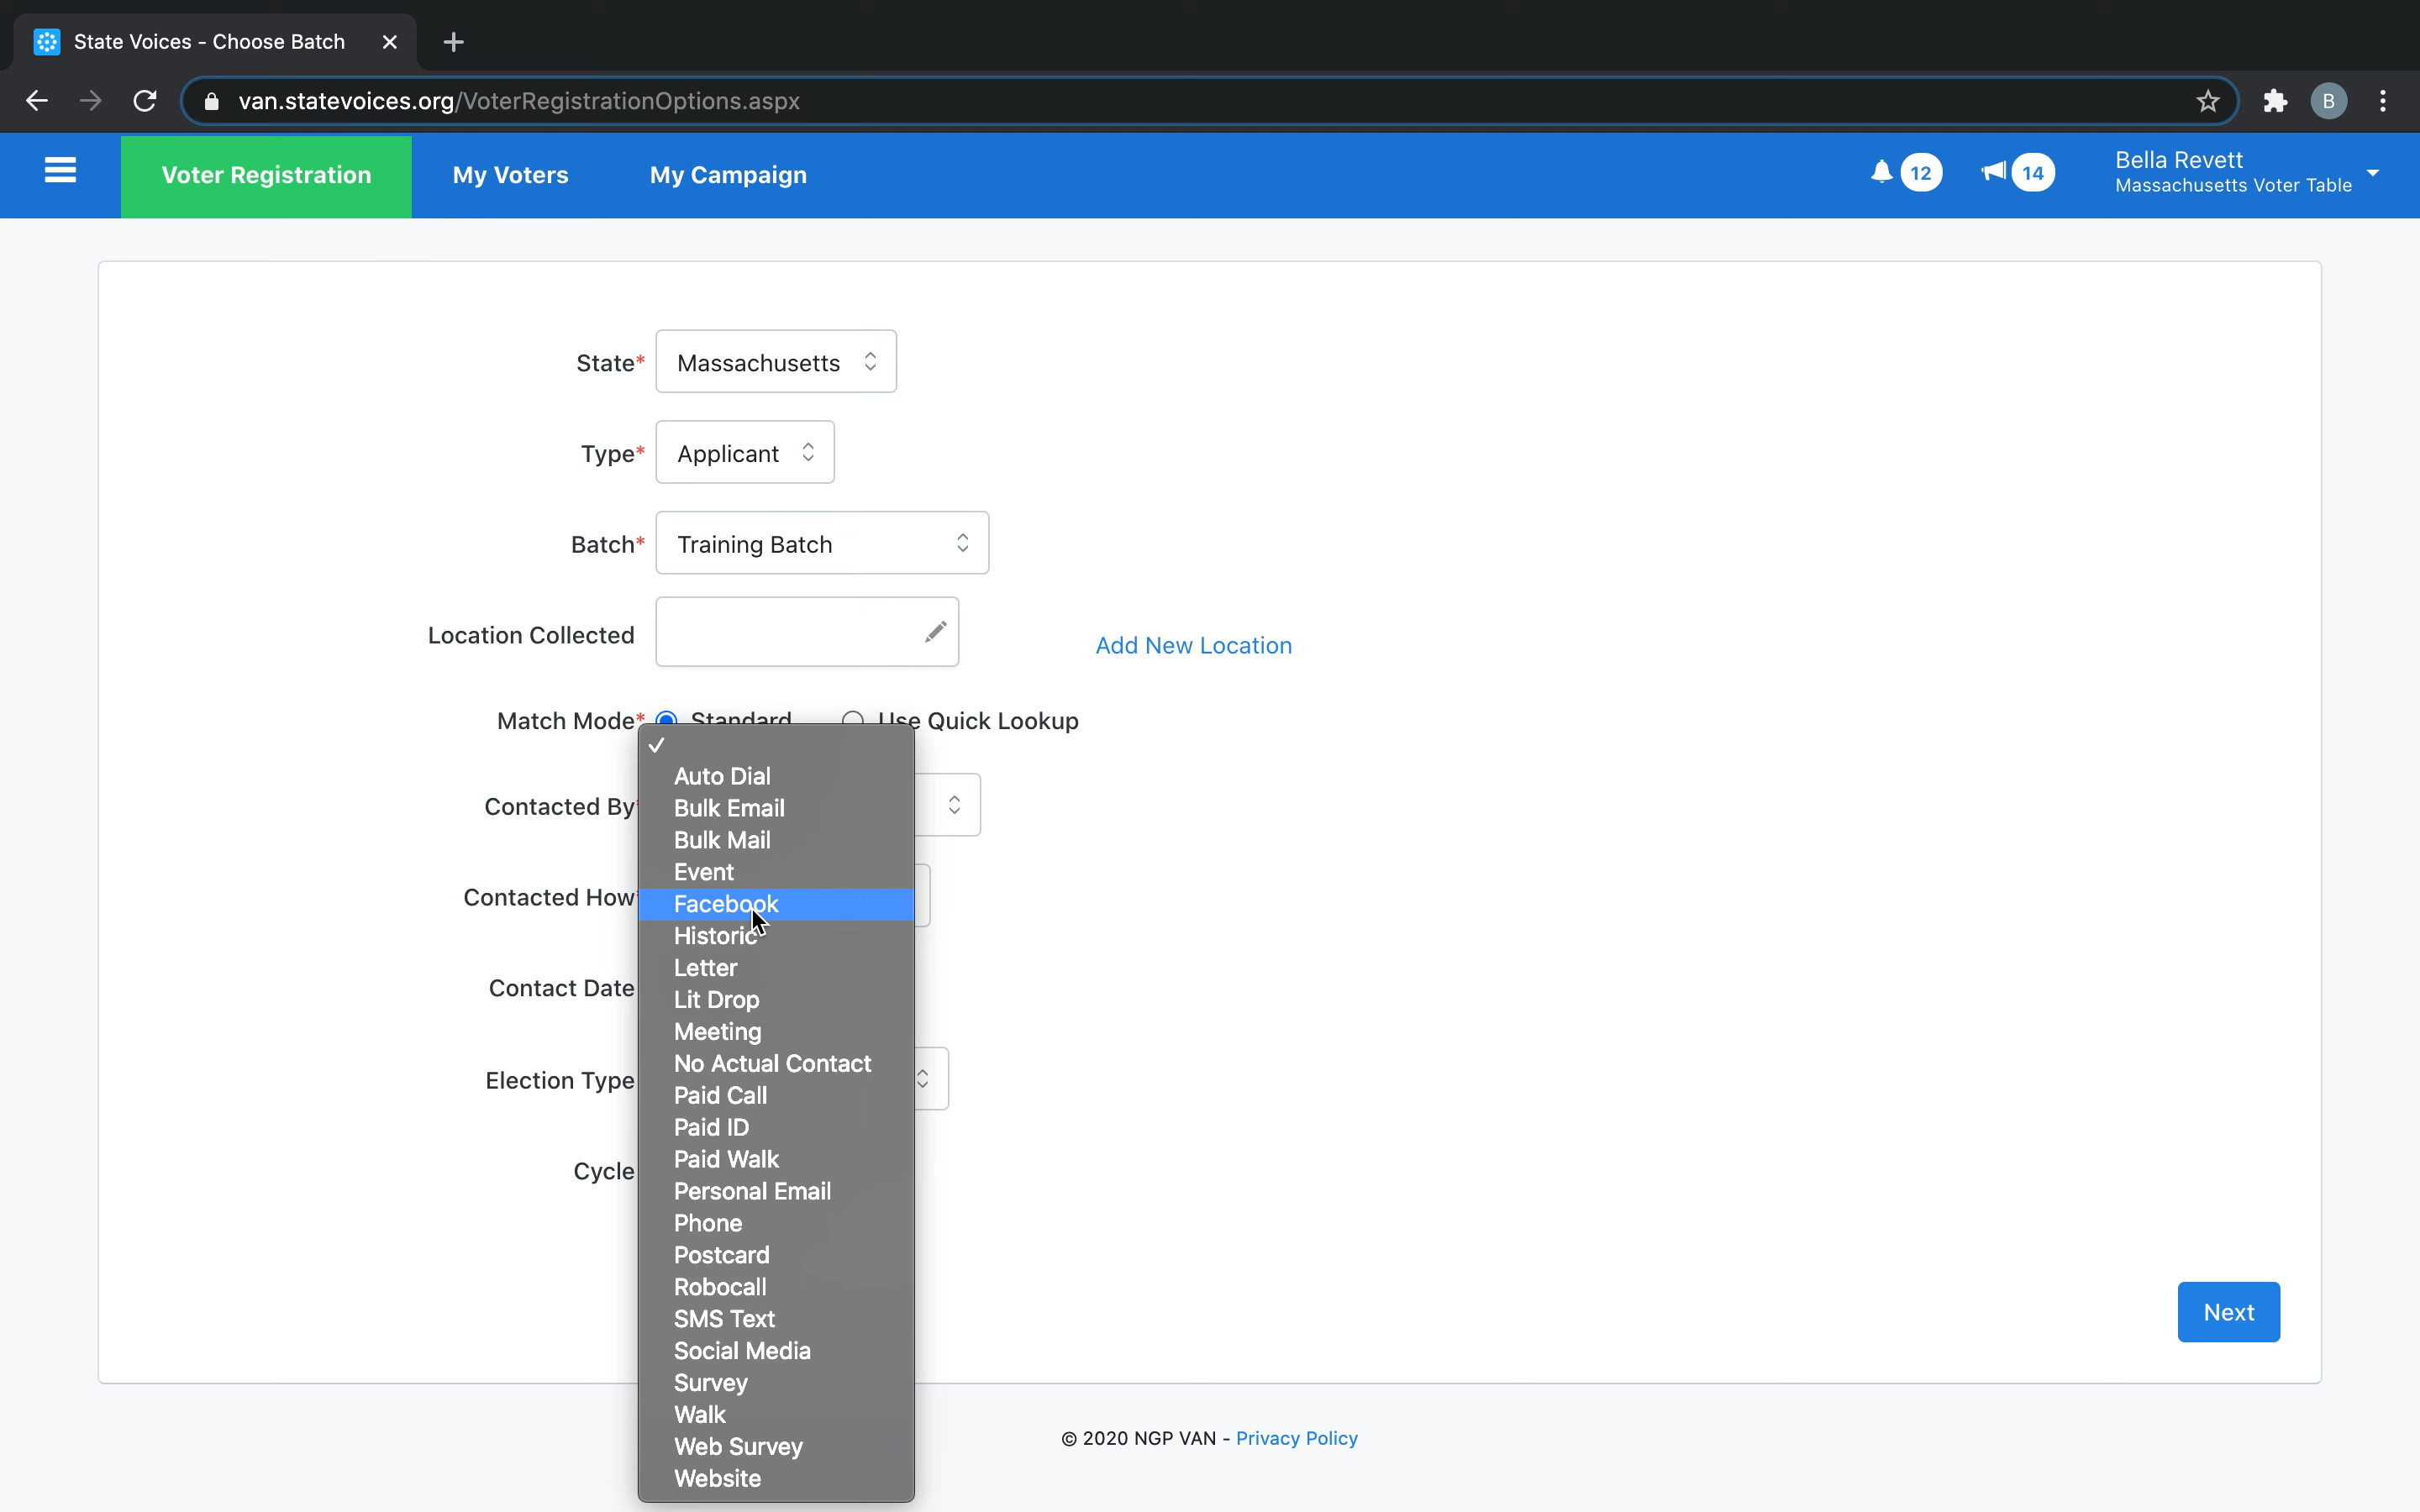 State Voices - Choose Batch
van.statevoices.org/VoterRegistrationOptions.aspx
B
Voter Registration
My Voters
My Campaign
12
14
Bella Revett
Massachusetts Voter Table
State* Massachusetts
Type* Applicant
Batch* Training Batch
Location Collected
Add New Location
Match Mode* Standard Use Quick Lookup
Contacted By*
Contacted How*
Contact Date
Election Type
Cycle
Auto Dial
Bulk Email
Bulk Mail
Event
Facebook
Historic
Letter
Lit Drop
Meeting
No Actual Contact
Paid Call
Paid ID
Paid Walk
Personal Email
Phone
Postcard
Robocall
SMS Text
Social Media
Survey
Walk
Web Survey
Website
Next
© 2020 NGP VAN - Privacy Policy